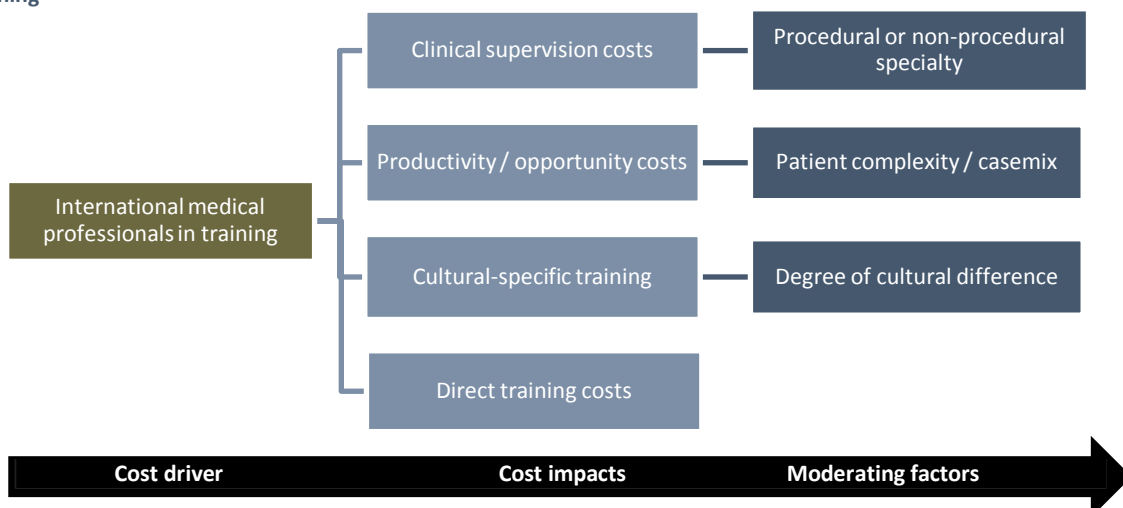 Clinical supervision costs
Procedural or non-procedural
specialty
Productivity / opportunity costs
Patient complexity / casemix
International medical
professionals in training
Cultural-specific training
Degree of cultural difference
Direct training costs
Cost driver
Cost impacts
Moderating factors